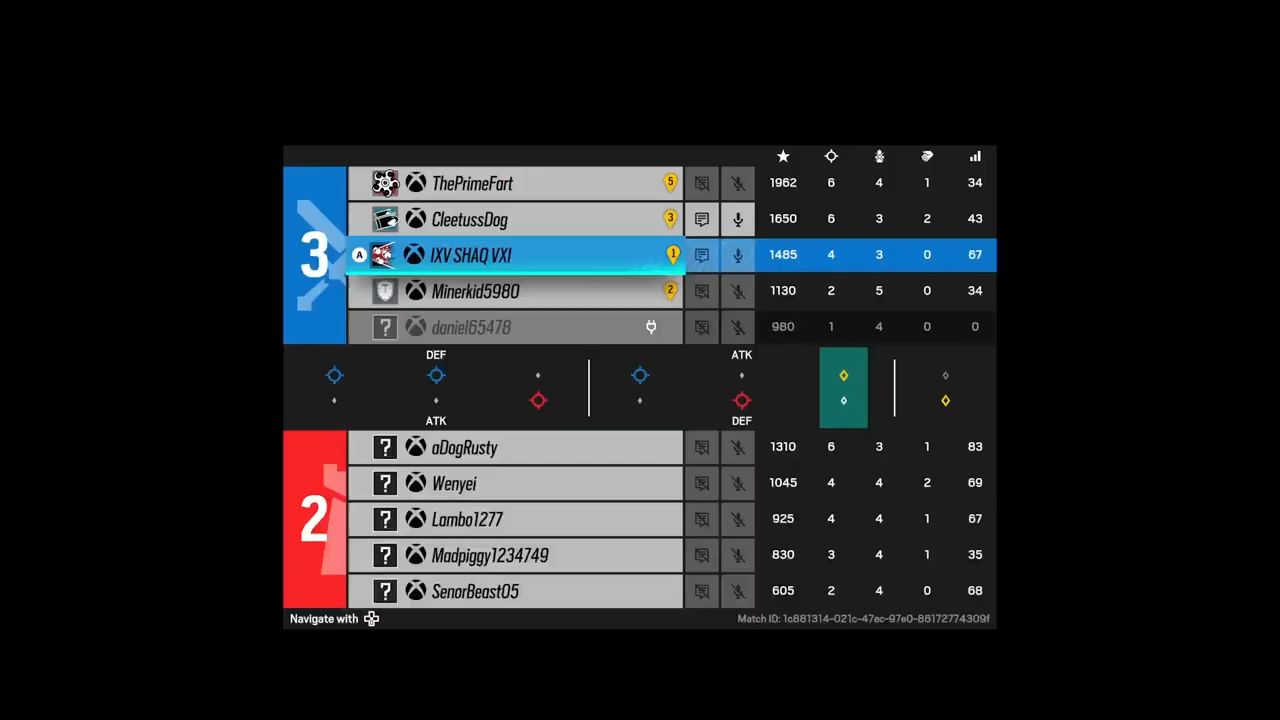 ThePrimeFart 5 1962 6 4 1 34
CleetussDog 3 1650 6 3 2 43
3
A IXV SHAQ VXI 1 1485 4 3 0 67
Minerkid5980 2 1130 2 5 0 34
? daniel65478 980 1 4 0 0
DEF ATK
ATK DEF
? aDogRusty 1310 6 3 1 83
? Wenyei 1045 4 4 2 69
2
? Lambo1277 925 4 4 1 67
? Madpiggy1234749 830 3 4 1 35
? SenorBeast05 605 2 4 0 68
Navigate with Match ID: 1c881314-021c-47ec-97e0-86172774309f